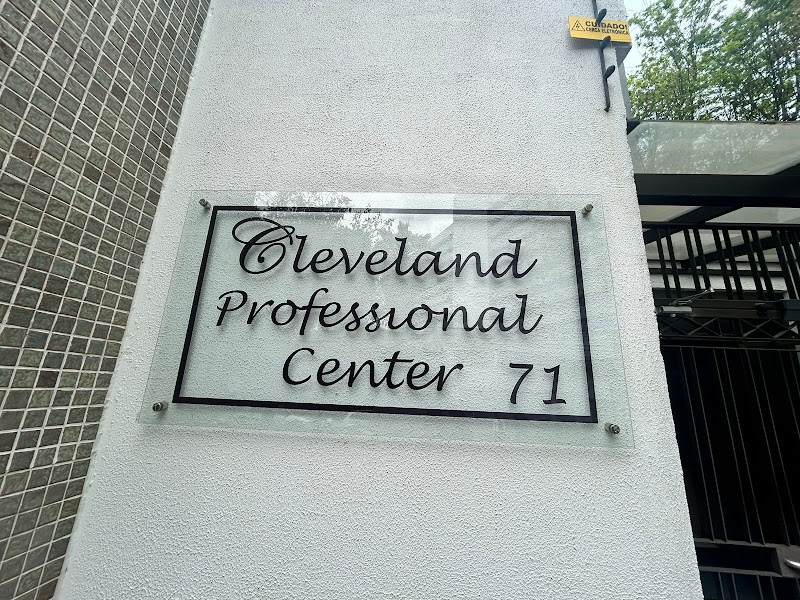 CUIDADO!
CERCA ELETRÔNICA
Cleveland
Professional
Center 71